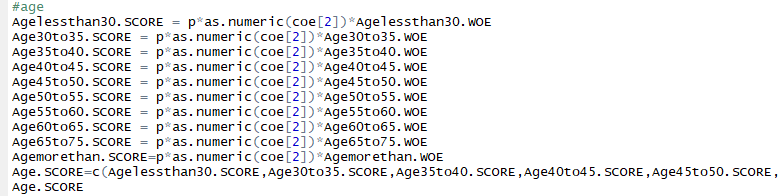 #age
Agelessthan30.SCORE = p*as.numeric(coe[2])*Agelessthan30.WOE
Age30to35.SCORE = p*as.numeric(coe[2])*Age30to35.WOE
Age35to40.SCORE = p*as.numeric(coe[2])*Age35to40.WOE
Age40to45.SCORE = p*as.numeric(coe[2])*Age40to45.WOE
Age45to50.SCORE = p*as.numeric(coe[2])*Age45to50.WOE
Age50to55.SCORE = p*as.numeric(coe[2])*Age50to55.WOE
Age55to60.SCORE = p*as.numeric(coe[2])*Age55to60.WOE
Age60to65.SCORE = p*as.numeric(coe[2])*Age60to65.WOE
Age65to75.SCORE = p*as.numeric(coe[2])*Age65to75.WOE
Agemorethan.SCORE=p*as.numeric(coe[2])*Agemorethan.WOE
Age.SCORE=c(Agelessthan30.SCORE,Age30to35.SCORE,Age35to40.SCORE,Age40to45.SCORE,Age45to50.SCORE,
Age.SCORE